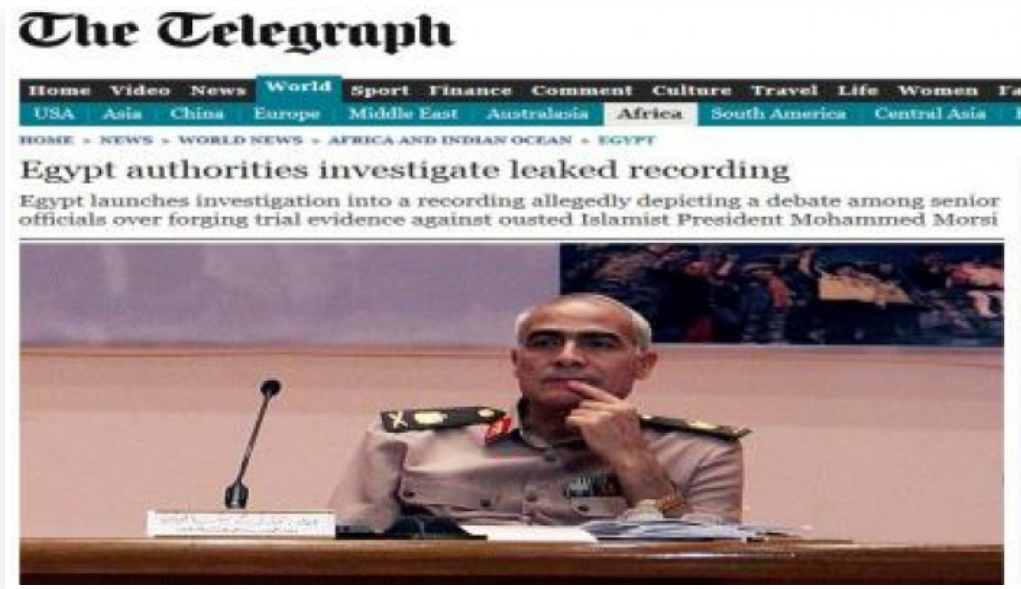 The Telegraph
Home Video News World Sport Finance Comment Culture Travel Life Women Fa
USA Asia China Europe Middle East Australasia Africa South America Central Asia
HOME » NEWS » WORLD NEWS » AFRICA AND INDIAN OCEAN » EGYPT
Egypt authorities investigate leaked recording
Egypt launches investigation into a recording allegedly depicting a debate among senior
officials over forging trial evidence against ousted Islamist President Mohammed Morsi